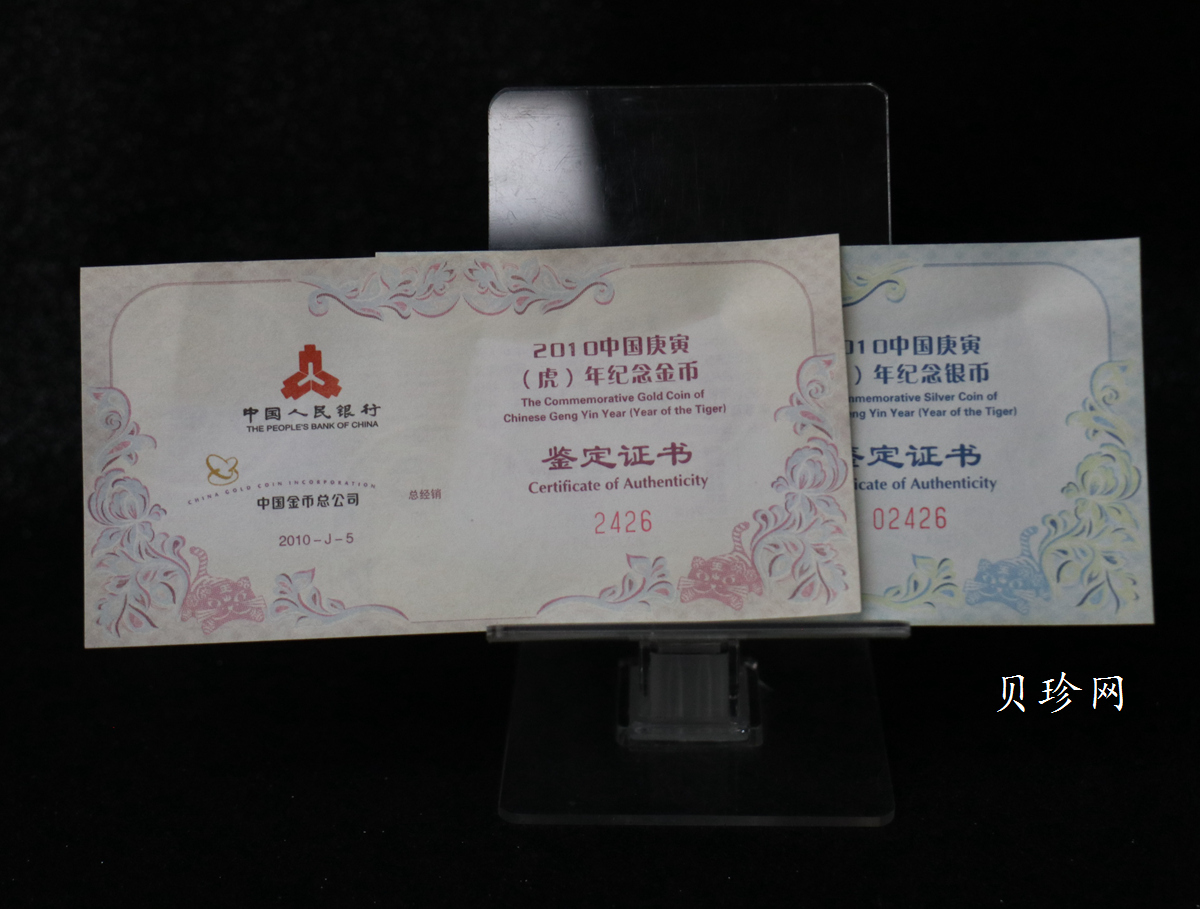 中国人民银行
THE PEOPLE'S BANK OF CHINA
CHINA GOLD COIN INCORPORATION
中国金币总公司
总经销
2010-J-5
2010中国庚寅
（虎）年纪念金币
The Commemorative Gold Coin of
Chinese Geng Yin Year (Year of the Tiger)
鉴定证书
Certificate of Authenticity
2426
010中国庚寅
）年纪念银币
memorative Silver Coin of
ng Yin Year (Year of the Tiger)
定证书
icate of Authenticity
02426
贝珍网